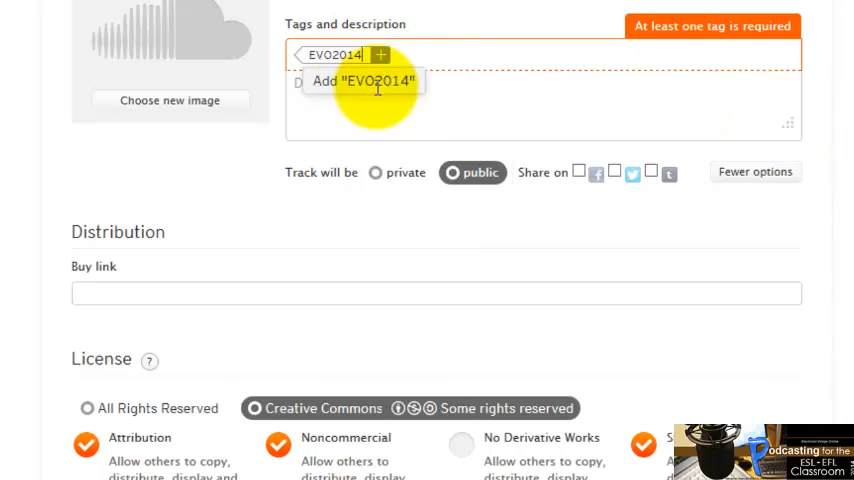 Tags and description
At least one tag is required
EVO2014
+
Add "EVO2014"
D
Choose new image
Track will be private public Share on f t Fewer options
Distribution
Buy link
License ?
All Rights Reserved Creative Commons Some rights reserved
Attribution Noncommercial No Derivative Works S
Allow others to copy, Allow others to Allow others to
distribute, display and distribute, display distribute, display
Podcasting for the
ESL-EFL
Classroom